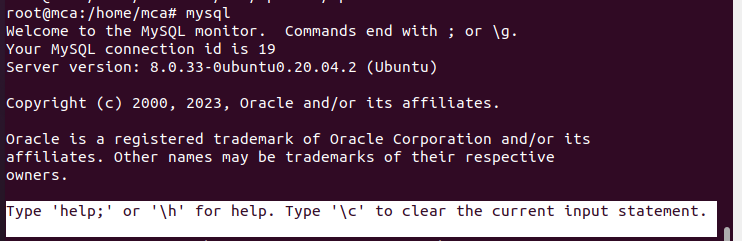 root@mca:/home/mca# mysql
Welcome to the MySQL monitor.  Commands end with ; or \g.
Your MySQL connection id is 19
Server version: 8.0.33-0ubuntu0.20.04.2 (Ubuntu)
Copyright (c) 2000, 2023, Oracle and/or its affiliates.
Oracle is a registered trademark of Oracle Corporation and/or its
affiliates. Other names may be trademarks of their respective
owners.
Type 'help;' or '\h' for help. Type '\c' to clear the current input statement.